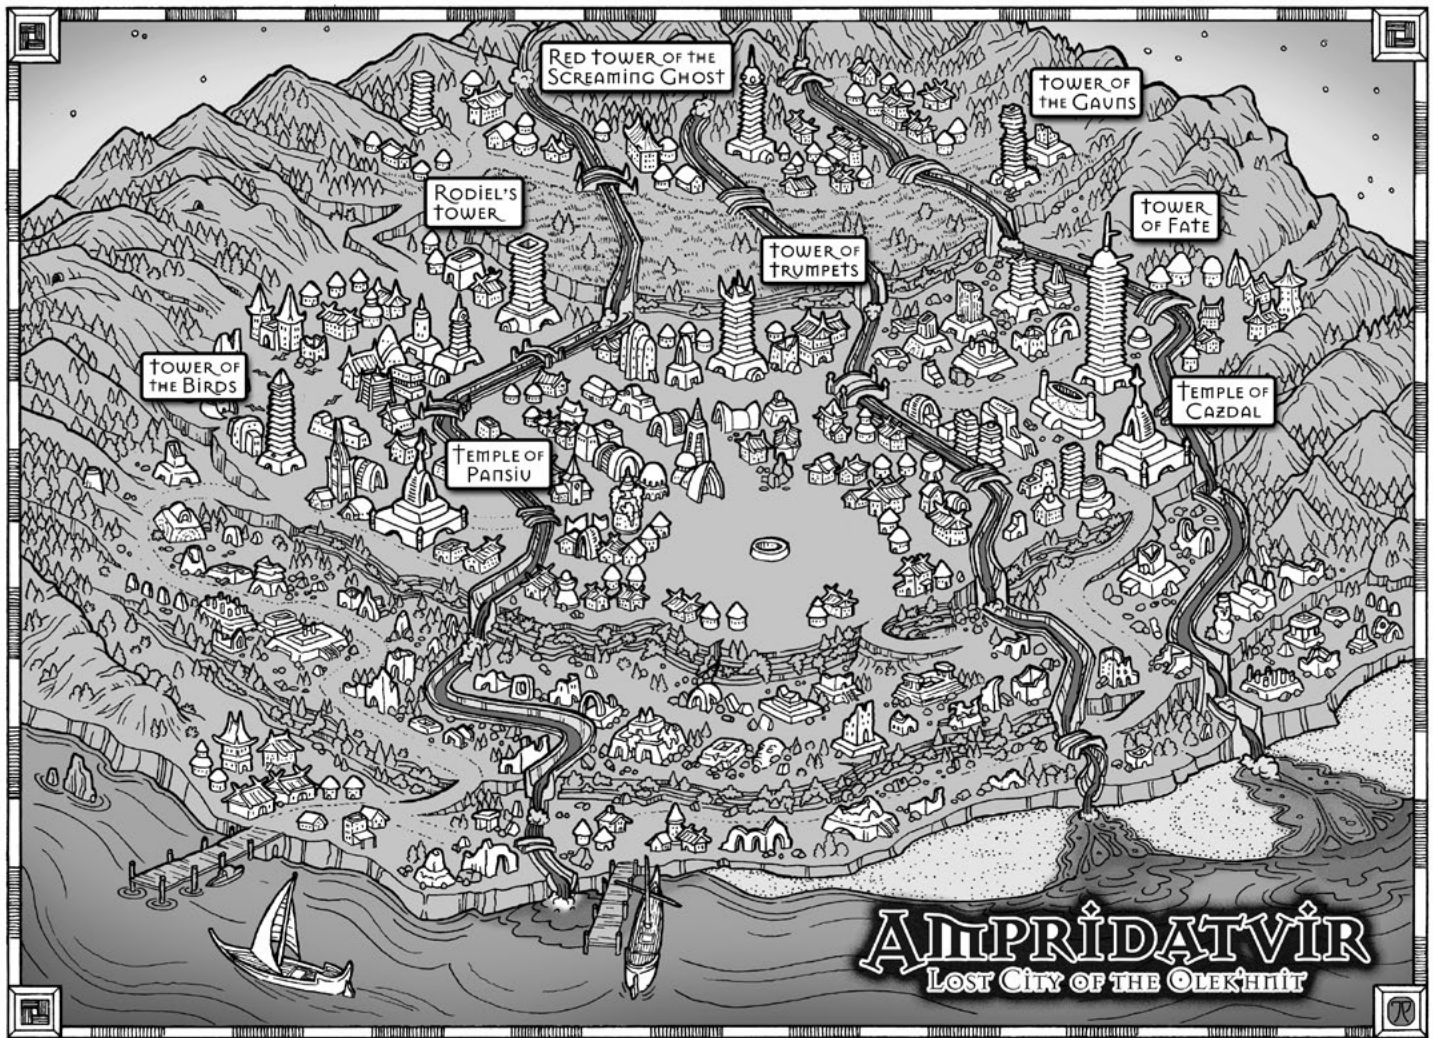 Red Tower of the
Screaming Ghost
Tower of
the Gauns
Rodiel's
Tower
Tower
of Fate
Tower of
Trumpets
Tower of
the Birds
Temple of
Cazdal
Temple of
Pansiu
Ampridatvir
Lost City of the Olek'hnit